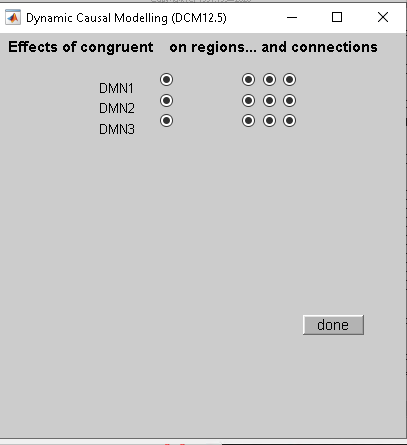 Dynamic Causal Modelling (DCM12.5)
Effects of congruent on regions... and connections
DMN1
DMN2
DMN3
done